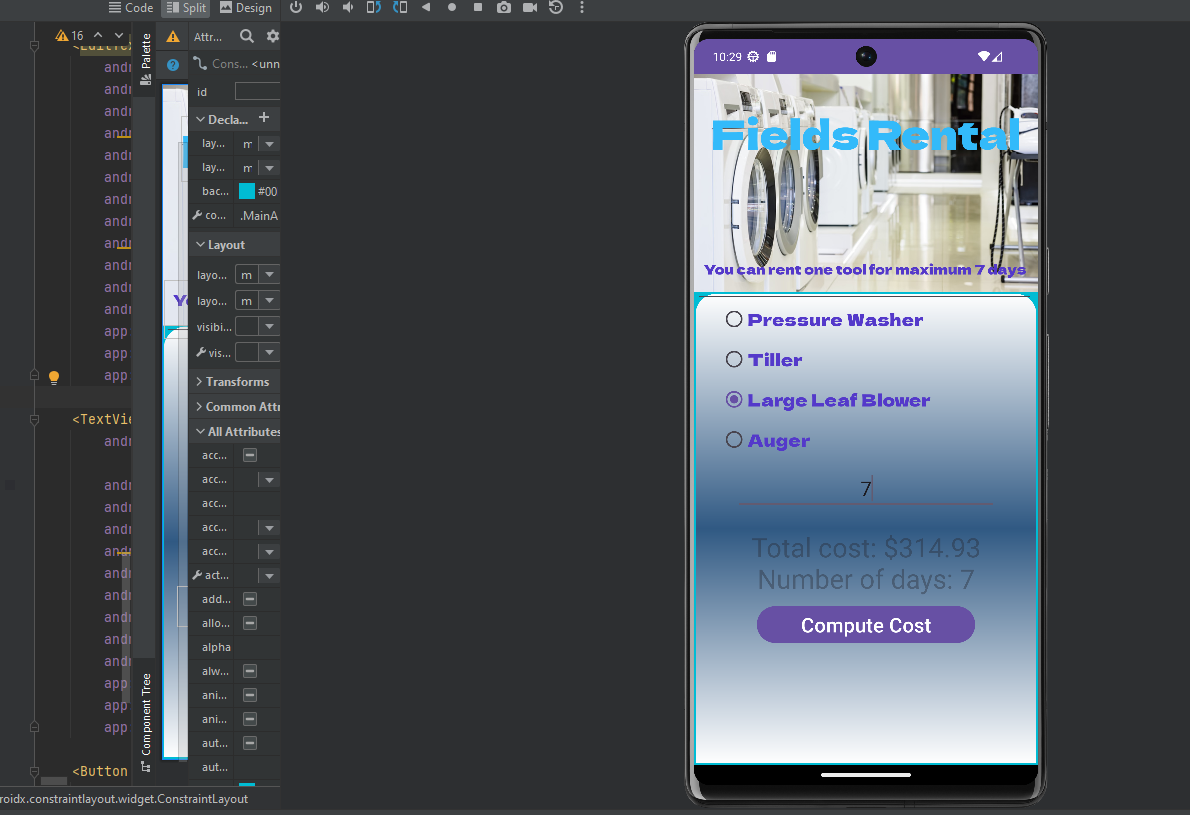 Code Split Design
16 Palette Attr...
<EditTex Cons... <unn
andr id
andr
andr Decla...
andr lay... m
andr lay... m
andr bac... #00
andr co... .MainA
andr
andr Layout
andr layo... m
andr layo... m
andr visibi...
app vis...
app
app Transforms
Common Attr
<TextVie All Attributes
andr acc...
acc...
andr acc...
andr acc...
andr acc...
andr act...
andr add...
andr allo...
andr alpha
andr alw...
andr ani...
app ani...
app aut...
<Button aut...
Component Tree
roidx.constraintlayout.widget.ConstraintLayout
10:29
Fields Rental
You can rent one tool for maximum 7 days
Pressure Washer
Tiller
Large Leaf Blower
Auger
7
Total cost: $314.93
Number of days: 7
Compute Cost